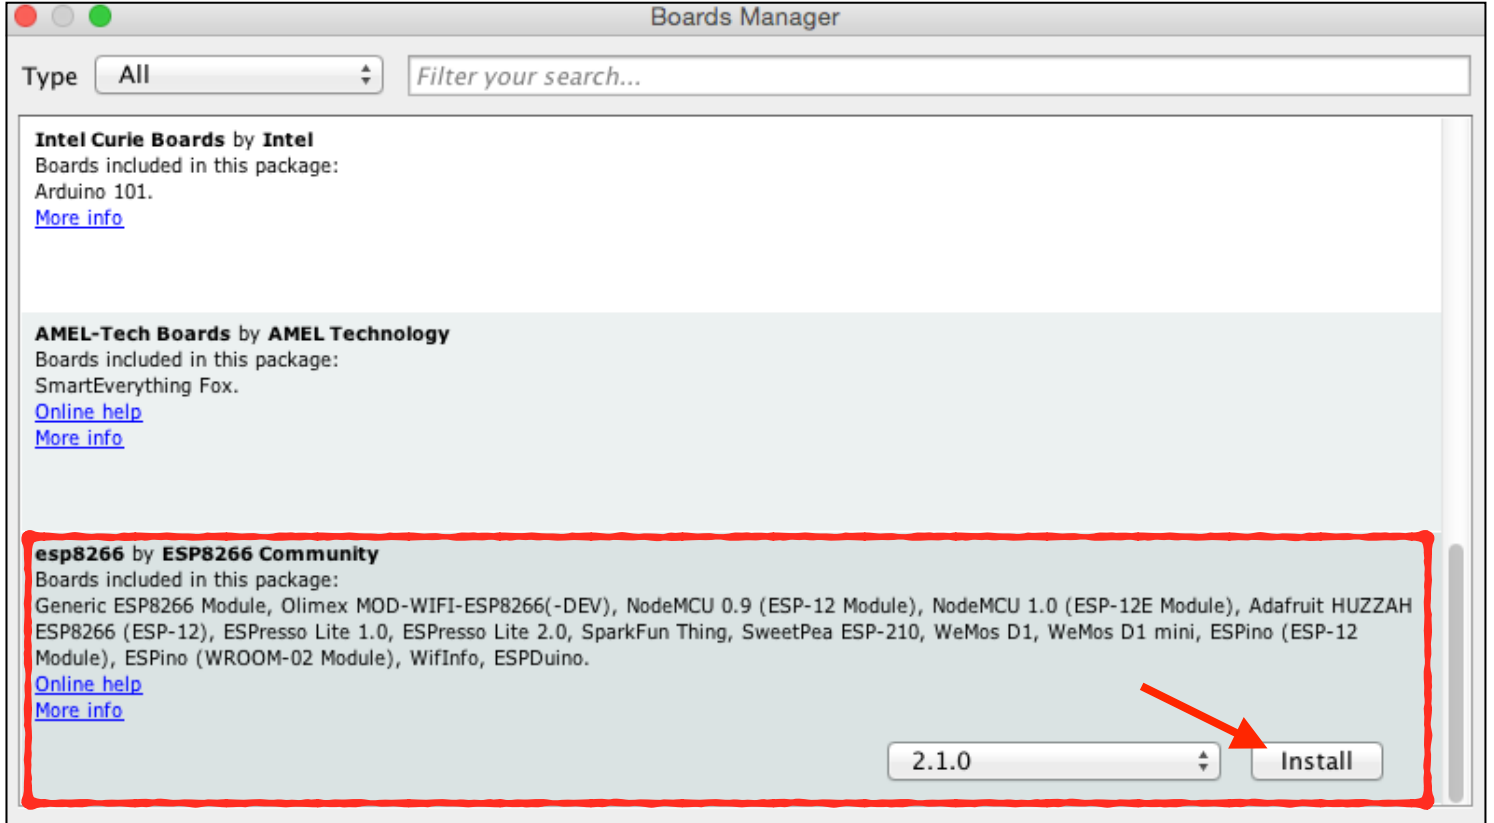 Boards Manager
Type All Filter your search...
Intel Curie Boards by Intel
Boards included in this package:
Arduino 101.
More info
AMEL-Tech Boards by AMEL Technology
Boards included in this package:
SmartEverything Fox.
Online help
More info
esp8266 by ESP8266 Community
Boards included in this package:
Generic ESP8266 Module, Olimex MOD-WIFI-ESP8266(-DEV), NodeMCU 0.9 (ESP-12 Module), NodeMCU 1.0 (ESP-12E Module), Adafruit HUZZAH
ESP8266 (ESP-12), ESPresso Lite 1.0, ESPresso Lite 2.0, SparkFun Thing, SweetPea ESP-210, WeMos D1, WeMos D1 mini, ESPino (ESP-12
Module), ESPino (WROOM-02 Module), WifInfo, ESPDuino.
Online help
More info
2.1.0 Install